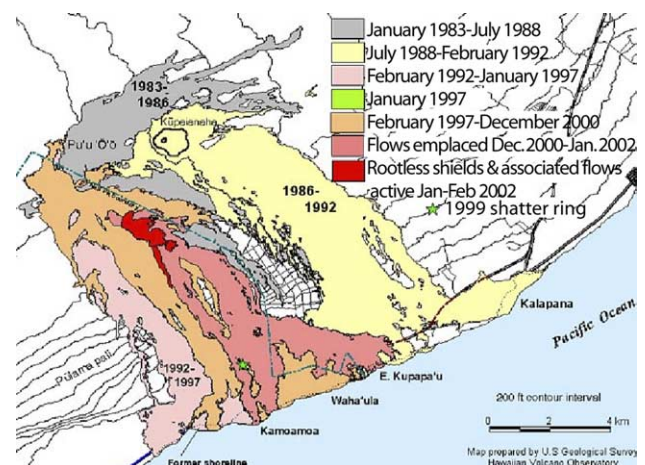 January 1983-July 1988
July 1988-February 1992
February 1992-January 1997
January 1997
February 1997-December 2000
Flows emplaced Dec. 2000-Jan. 2002
Rootless shields & associated flows
active Jan-Feb 2002
1999 shatter ring
1983-
1986
Kūpaianaha
Pu'u 'Ō'ō
1986-
1992
Kalapana
Pacific Ocean
E. Kupapa'u
Waha'ula
Pūlama pali
1992-
1997
Kamoamoa
Former shoreline
200 ft contour interval
0 2 4 km
Map prepared by U.S Geological Survey
Hawaiian Volcano Observatory